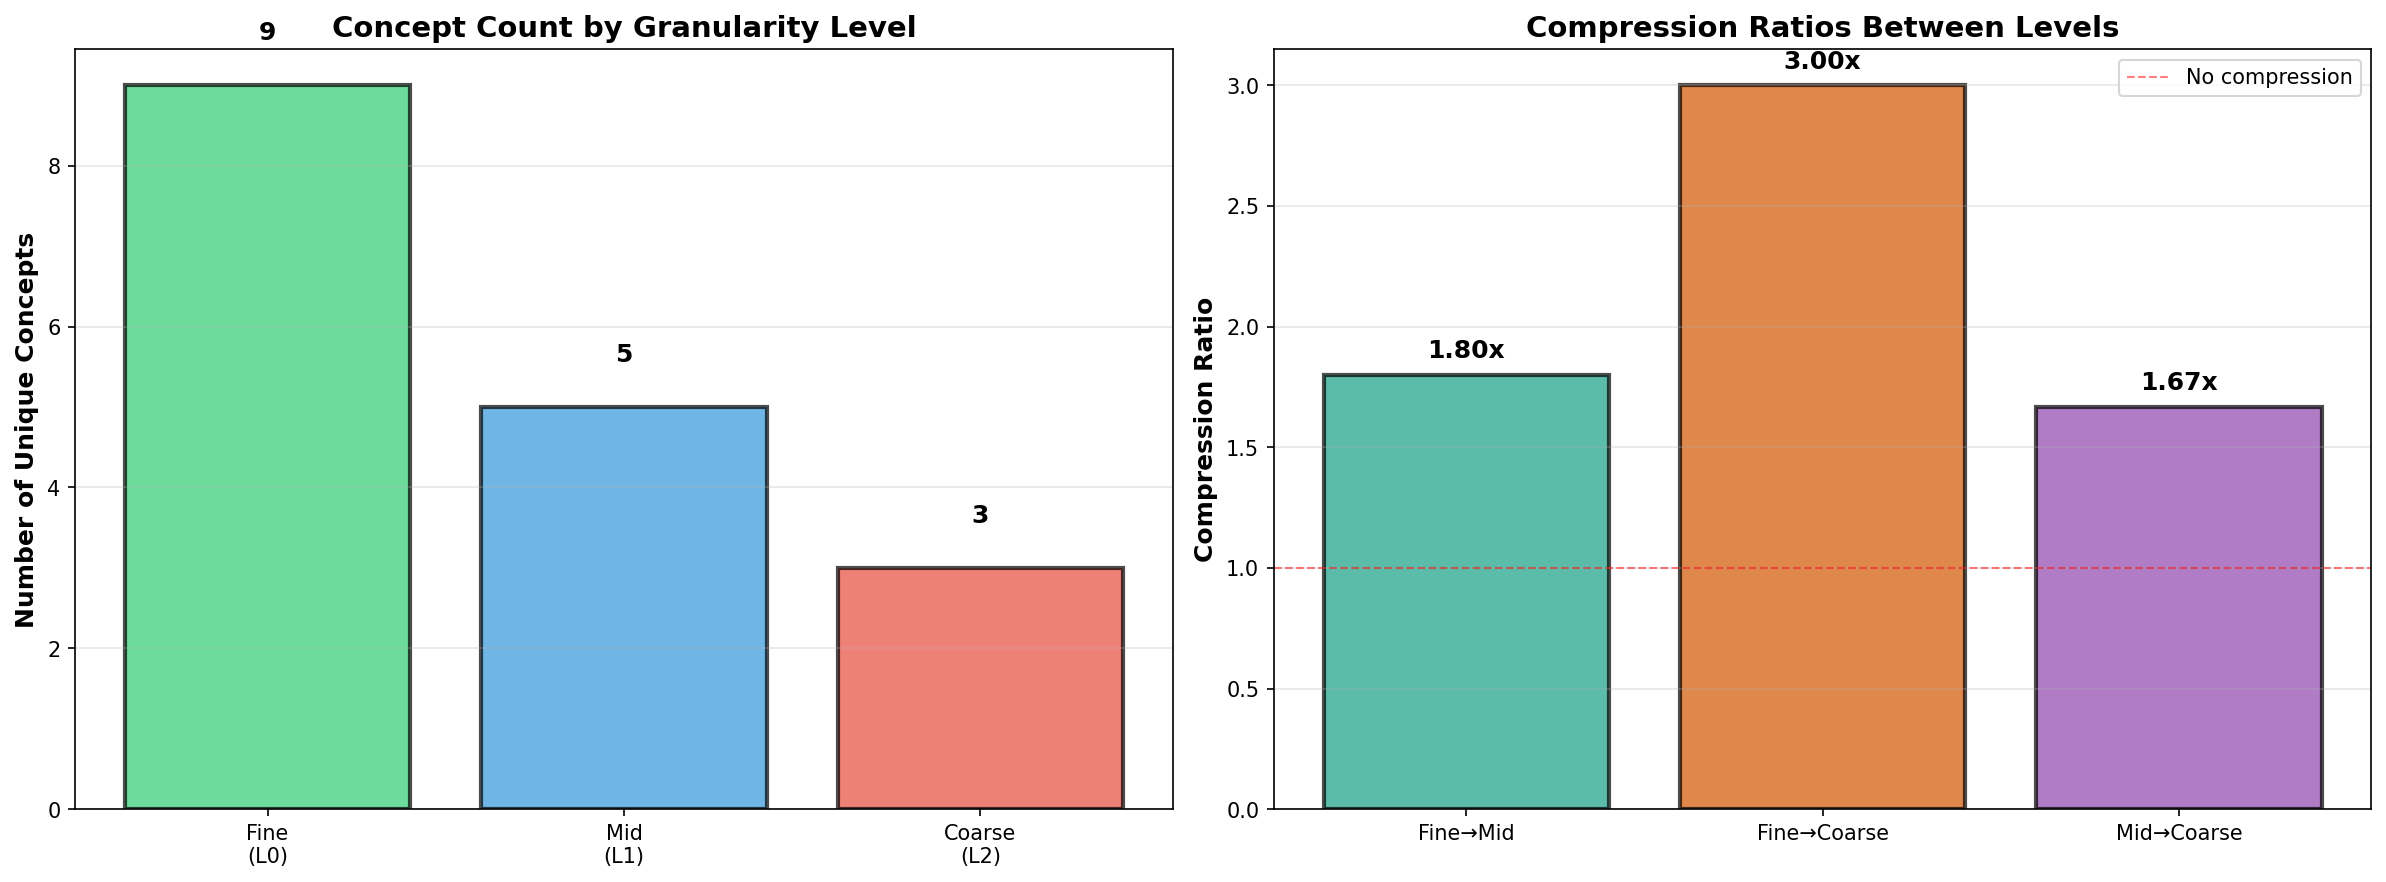 Concept Count by Granularity Level
9
5
3
Number of Unique Concepts
8
6
4
2
0
Fine
(L0)
Mid
(L1)
Coarse
(L2)
Compression Ratios Between Levels
3.00x
No compression
1.80x
1.67x
Compression Ratio
3.0
2.5
2.0
1.5
1.0
0.5
0.0
Fine→Mid
Fine→Coarse
Mid→Coarse